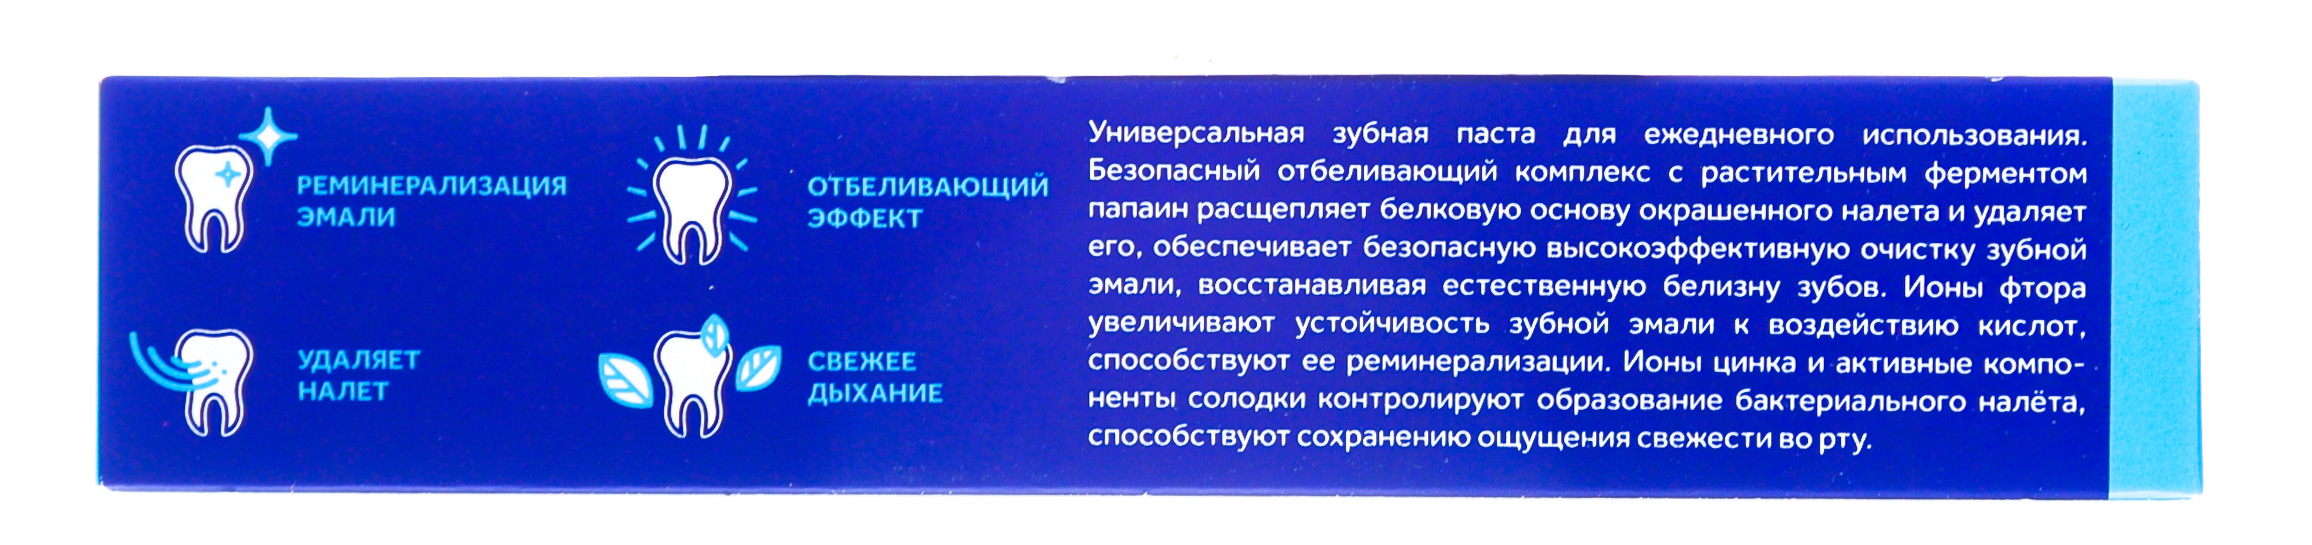 РЕМИНЕРАЛИЗАЦИЯ
ЭМАЛИ
ОТБЕЛИВАЮЩИЙ
ЭФФЕКТ
УДАЛЯЕТ
НАЛЕТ
СВЕЖЕЕ
ДЫХАНИЕ
Универсальная зубная паста для ежедневного использования.
Безопасный отбеливающий комплекс с растительным ферментом
папаин расщепляет белковую основу окрашенного налета и удаляет
его, обеспечивает безопасную высокоэффективную очистку зубной
эмали, восстанавливая естественную белизну зубов. Ионы фтора
увеличивают устойчивость зубной эмали к воздействию кислот,
способствуют ее реминерализации. Ионы цинка и активные компо-
ненты солодки контролируют образование бактериального налёта,
способствуют сохранению ощущения свежести во рту.